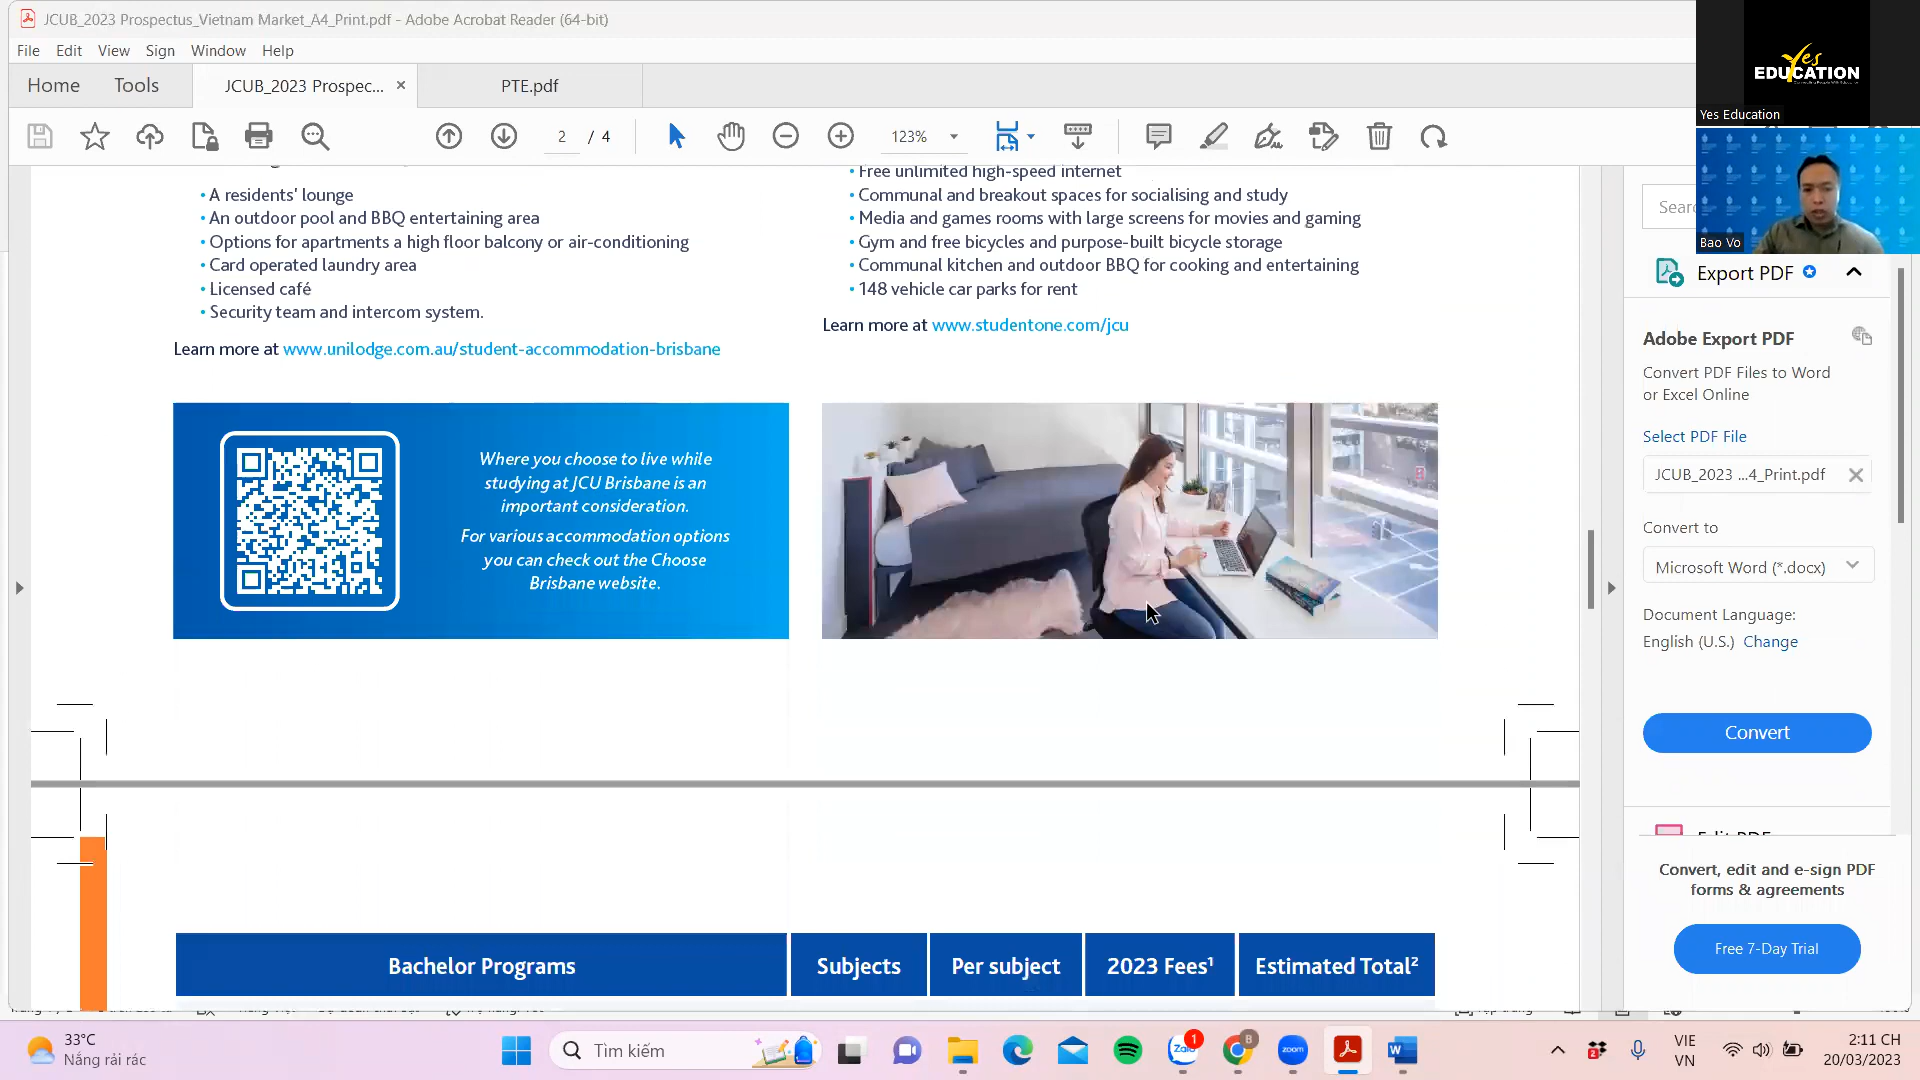 JCUB_2023 Prospectus_Vietnam Market_A4_Print.pdf - Adobe Acrobat Reader (64-bit)
File Edit View Sign Window Help
Home Tools JCUB_2023 Prospec... × PTE.pdf
2 / 4 123%
Yes
EDUCATION
Yes Education
Bao Vo
Free unlimited high-speed internet
• A residents' lounge
• An outdoor pool and BBQ entertaining area
• Options for apartments a high floor balcony or air-conditioning
• Card operated laundry area
• Licensed café
• Security team and intercom system.
Learn more at www.unilodge.com.au/student-accommodation-brisbane
• Communal and breakout spaces for socialising and study
• Media and games rooms with large screens for movies and gaming
• Gym and free bicycles and purpose-built bicycle storage
• Communal kitchen and outdoor BBQ for cooking and entertaining
• 148 vehicle car parks for rent
Learn more at www.studentone.com/jcu
Where you choose to live while
studying at JCU Brisbane is an
important consideration.
For various accommodation options
you can check out the Choose
Brisbane website.
Bachelor Programs Subjects Per subject 2023 Fees¹ Estimated Total²
Export PDF
Adobe Export PDF
Convert PDF Files to Word
or Excel Online
Select PDF File
JCUB_2023 ...4_Print.pdf
Convert to
Microsoft Word (*.docx)
Document Language:
English (U.S.) Change
Convert
Convert, edit and e-sign PDF
forms & agreements
Free 7-Day Trial
33°C
Nắng rải rác
Tìm kiếm
Zalo 1
B
zoom
2
VIE
VN
2:11 CH
20/03/2023